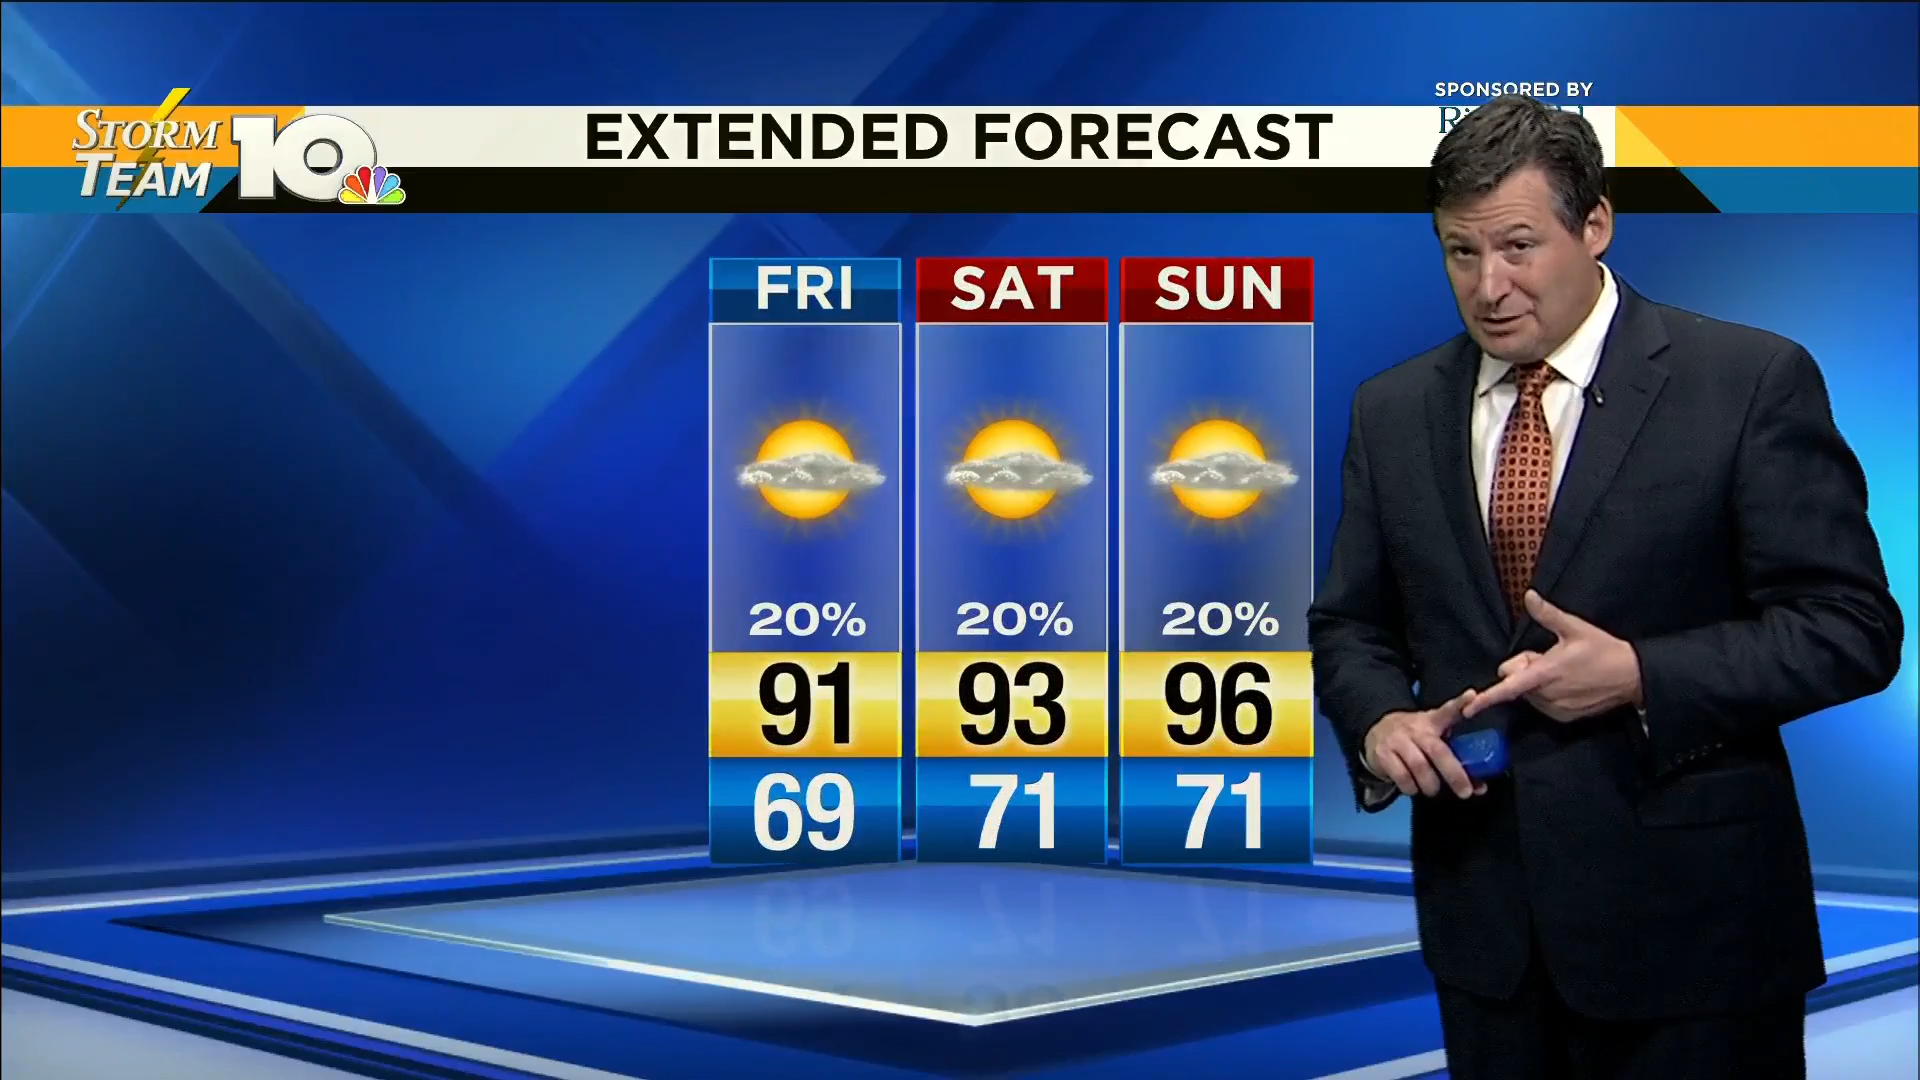 SPONSORED BY
STORM
TEAM
10
EXTENDED FORECAST
FRI SAT SUN
20% 20% 20%
91 93 96
69 71 71